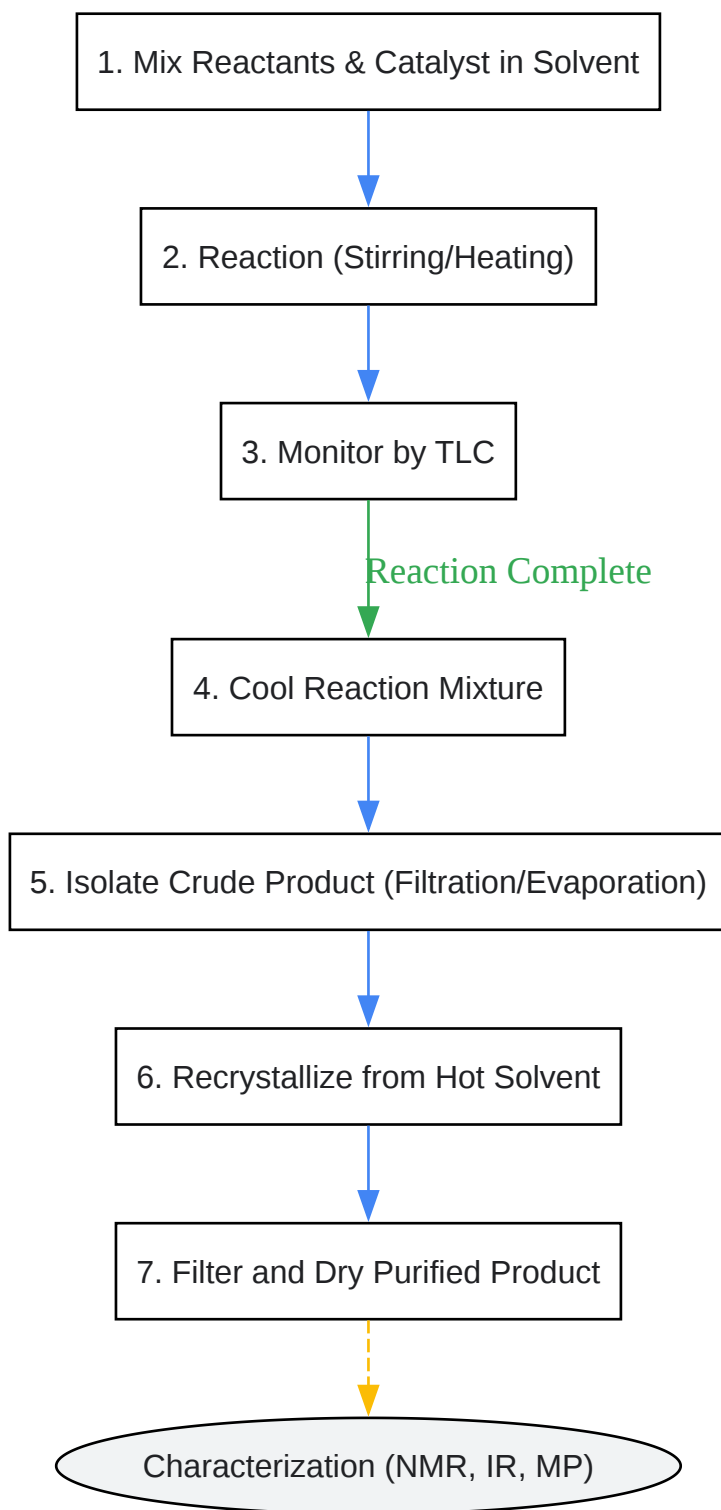 1. Mix Reactants & Catalyst in Solvent
2. Reaction (Stirring/Heating)
3. Monitor by TLC
Reaction Complete
4. Cool Reaction Mixture
5. Isolate Crude Product (Filtration/Evaporation)
6. Recrystallize from Hot Solvent
7. Filter and Dry Purified Product
Characterization (NMR, IR, MP)